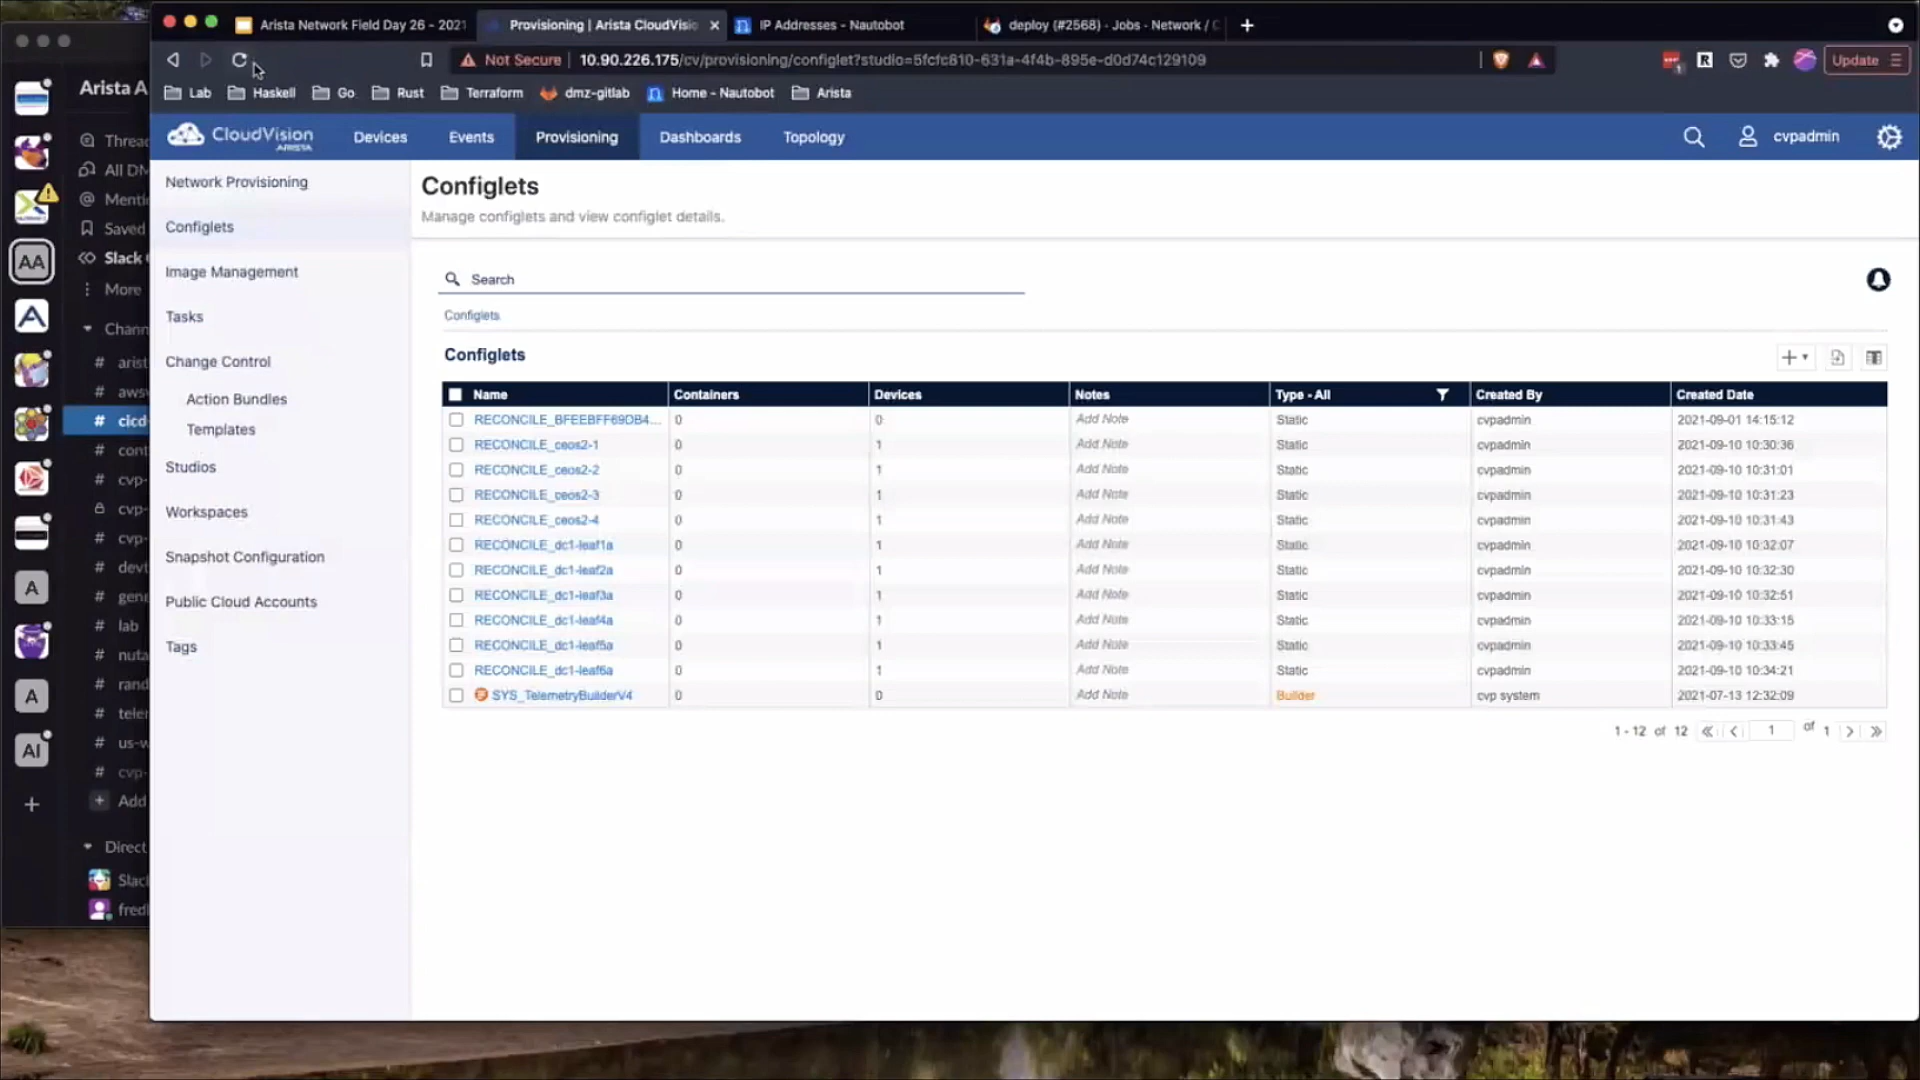 Arista Network Field Day 26 - 2021
Provisioning | Arista CloudVisio
IP Addresses - Nautobot
deploy (#2568) · Jobs · Network / C
Not Secure
10.90.226.175/cv/provisioning/configlet?studio=5fcfc610-631a-4f4b-895e-d0d74c129109
Update
Lab
Haskell
Go
Rust
Terraform
dmz-gitlab
Home - Nautobot
Arista
Arista A
Threa
All DM
Menti
Saved
Slack
More
Chann
# arist
# aws
# cicd
# cont
# cvp-
cvp-
# cvp-
# devt
# gene
# lab
# nuta
# rand
# teler
# us-w
# cvp-
Add
Direct
Slac
fred
AA
A
A
AI
CloudVision
ARISTA
Devices
Events
Provisioning
Dashboards
Topology
cvpadmin
Network Provisioning
Configlets
Image Management
Tasks
Change Control
Action Bundles
Templates
Studios
Workspaces
Snapshot Configuration
Public Cloud Accounts
Tags
Configlets
Manage configlets and view configlet details.
Search
Configlets
Configlets
Name Containers Devices Notes Type - All Created By Created Date
RECONCILE_BFEEBFF69DB4... 0 0 Add Note Static cvpadmin 2021-09-01 14:15:12
RECONCILE_ceos2-1 0 1 Add Note Static cvpadmin 2021-09-10 10:30:36
RECONCILE_ceos2-2 0 1 Add Note Static cvpadmin 2021-09-10 10:31:01
RECONCILE_ceos2-3 0 1 Add Note Static cvpadmin 2021-09-10 10:31:23
RECONCILE_ceos2-4 0 1 Add Note Static cvpadmin 2021-09-10 10:31:43
RECONCILE_dc1-leaf1a 0 1 Add Note Static cvpadmin 2021-09-10 10:32:07
RECONCILE_dc1-leaf2a 0 1 Add Note Static cvpadmin 2021-09-10 10:32:30
RECONCILE_dc1-leaf3a 0 1 Add Note Static cvpadmin 2021-09-10 10:32:51
RECONCILE_dc1-leaf4a 0 1 Add Note Static cvpadmin 2021-09-10 10:33:15
RECONCILE_dc1-leaf5a 0 1 Add Note Static cvpadmin 2021-09-10 10:33:45
RECONCILE_dc1-leaf6a 0 1 Add Note Static cvpadmin 2021-09-10 10:34:21
SYS_TelemetryBuilderV4 0 0 Add Note Builder cvp system 2021-07-13 12:32:09
1 - 12 of 12 1 of 1